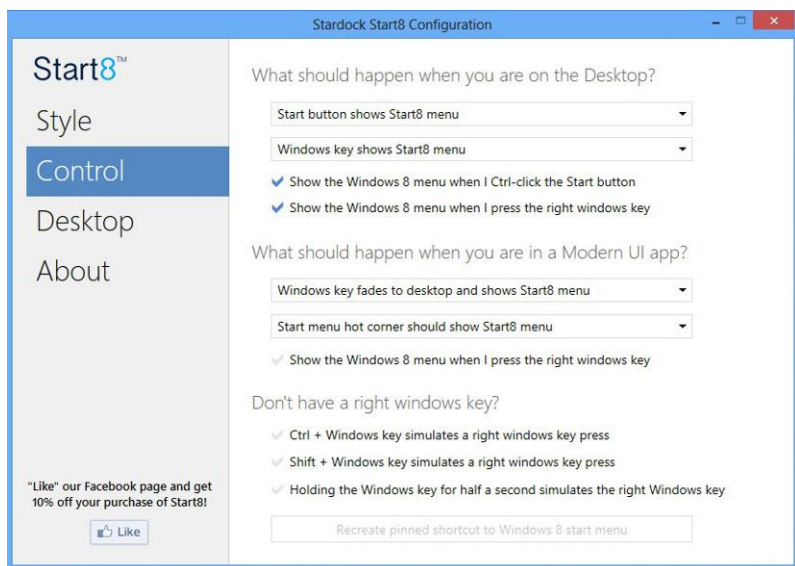 Stardock Start8 Configuration
Start8™
Style
Control
Desktop
About
"Like" our Facebook page and get
10% off your purchase of Start8!
Like
What should happen when you are on the Desktop?
Start button shows Start8 menu
Windows key shows Start8 menu
Show the Windows 8 menu when I Ctrl-click the Start button
Show the Windows 8 menu when I press the right windows key
What should happen when you are in a Modern UI app?
Windows key fades to desktop and shows Start8 menu
Start menu hot corner should show Start8 menu
Show the Windows 8 menu when I press the right windows key
Don't have a right windows key?
Ctrl + Windows key simulates a right windows key press
Shift + Windows key simulates a right windows key press
Holding the Windows key for half a second simulates the right Windows key
Recreate pinned shortcut to Windows 8 start menu